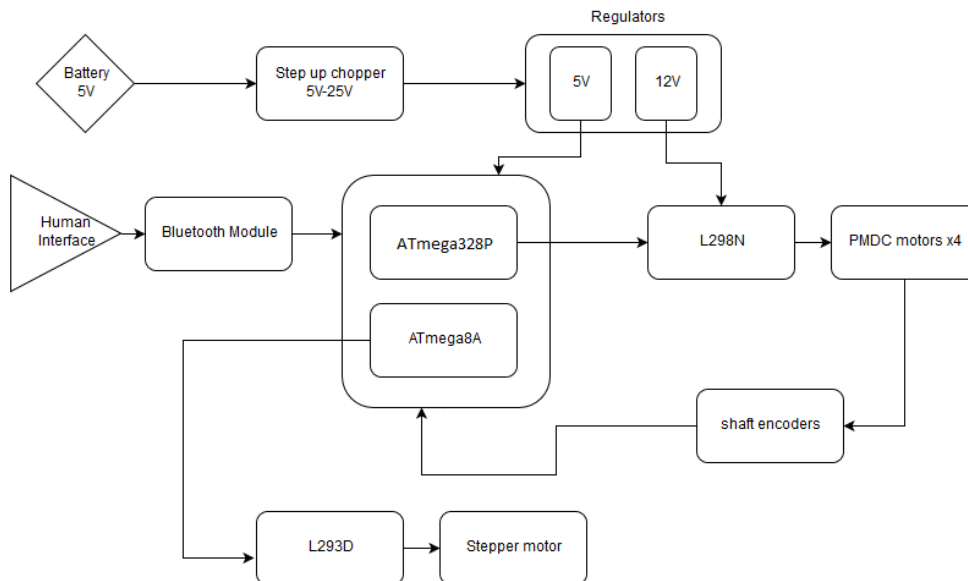 Regulators
Battery
5V
Step up chopper
5V-25V
5V
12V
Human
Interface
Bluetooth Module
ATmega328P
L298N
PMDC motors x4
ATmega8A
shaft encoders
L293D
Stepper motor